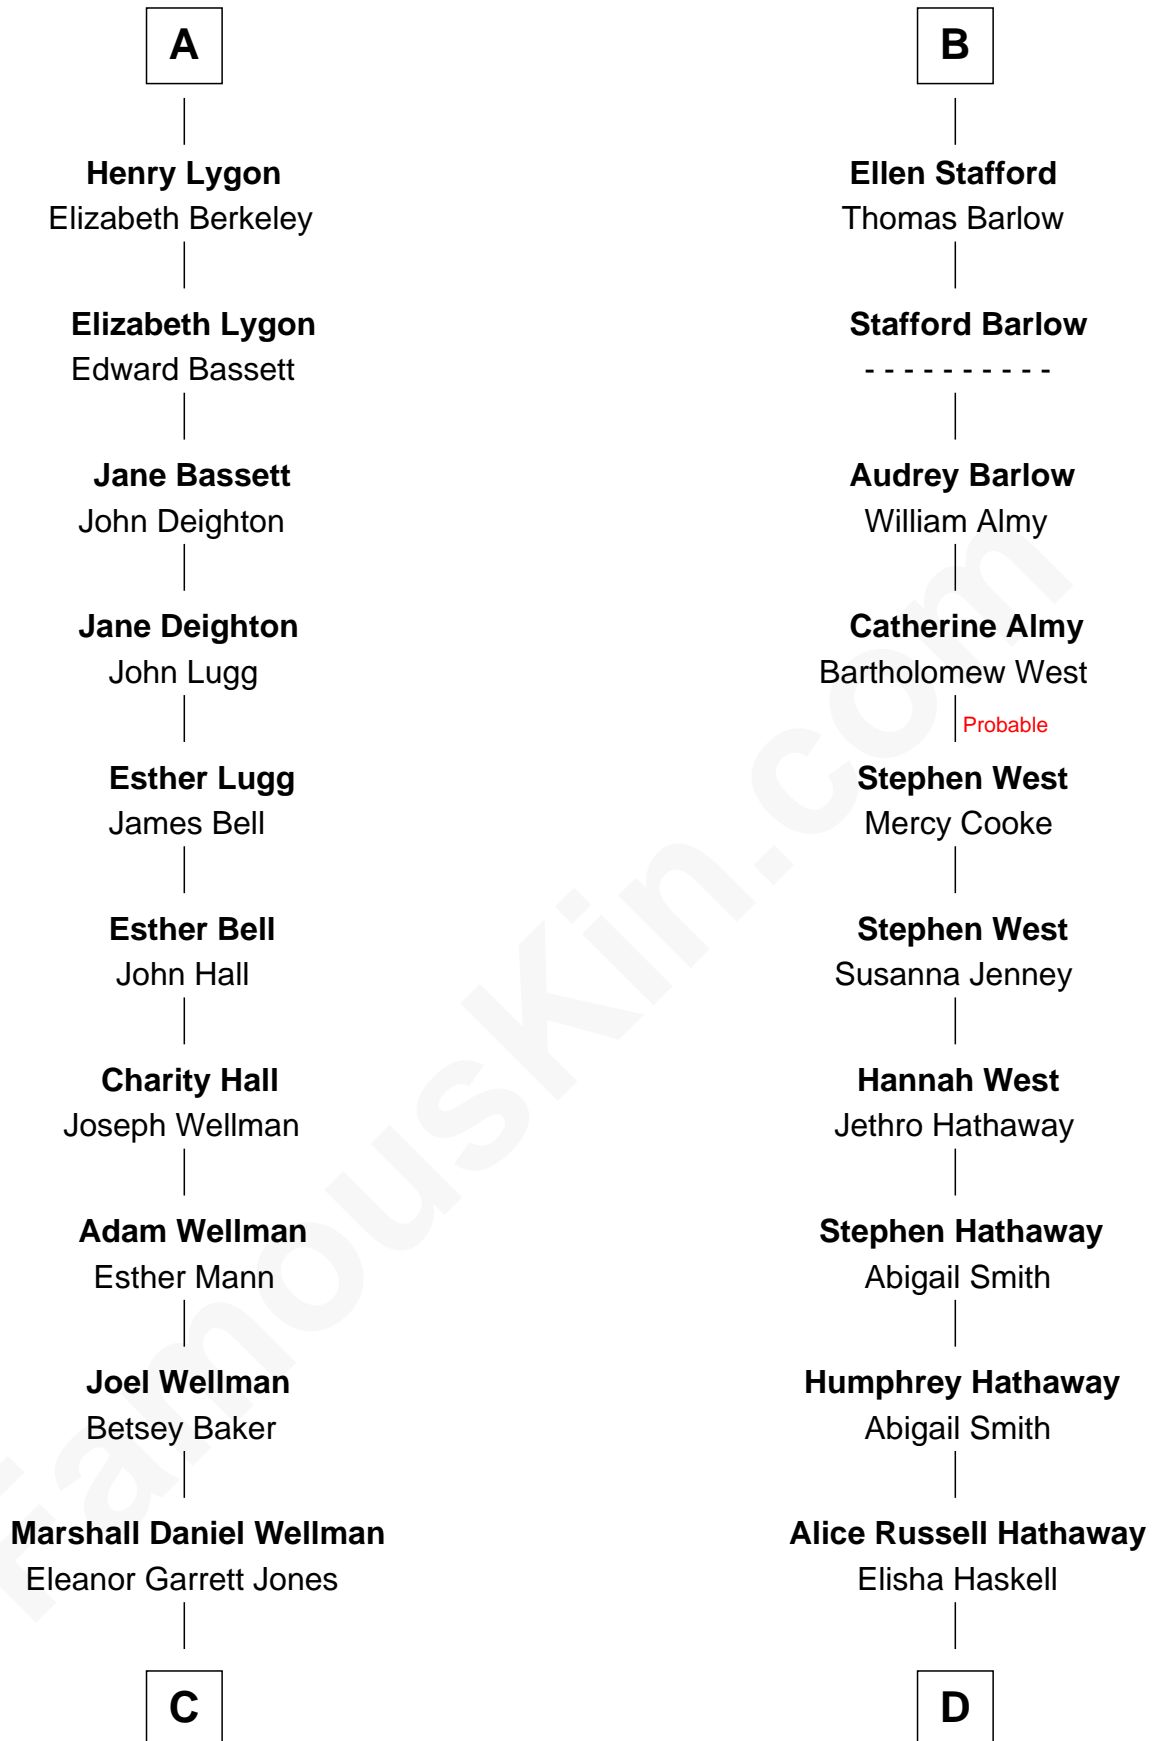 A
Henry Lygon
Elizabeth Berkeley
Elizabeth Lygon
Edward Bassett
Jane Bassett
John Deighton
Jane Deighton
John Lugg
Esther Lugg
James Bell
Esther Bell
John Hall
Charity Hall
Joseph Wellman
Adam Wellman
Esther Mann
Joel Wellman
Betsey Baker
Marshall Daniel Wellman
Eleanor Garrett Jones
C
B
Ellen Stafford
Thomas Barlow
Stafford Barlow
- - - - - - - - - -
Audrey Barlow
William Almy
Catherine Almy
Bartholomew West
Probable
Stephen West
Mercy Cooke
Stephen West
Susanna Jenney
Hannah West
Jethro Hathaway
Stephen Hathaway
Abigail Smith
Humphrey Hathaway
Abigail Smith
Alice Russell Hathaway
Elisha Haskell
D
FamousKin.com